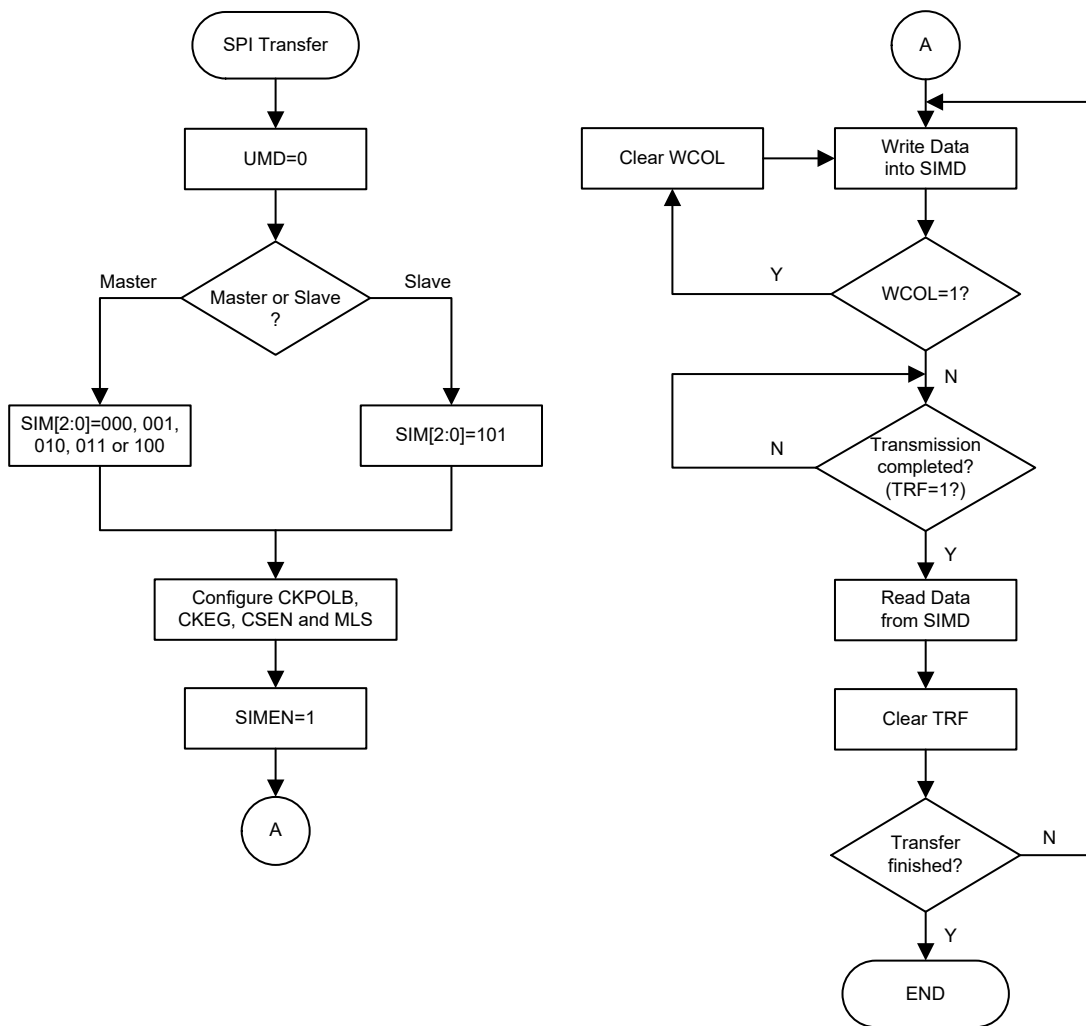 SPI Transfer
UMD=0
Master
Master or Slave
?
Slave
SIM[2:0]=000, 001,
010, 011 or 100
SIM[2:0]=101
Configure CKPOLB,
CKEG, CSEN and MLS
SIMEN=1
A
A
Clear WCOL
Write Data
into SIMD
Y
WCOL=1?
N
N
Transmission
completed?
(TRF=1?)
Y
Read Data
from SIMD
Clear TRF
Transfer
finished?
N
Y
END